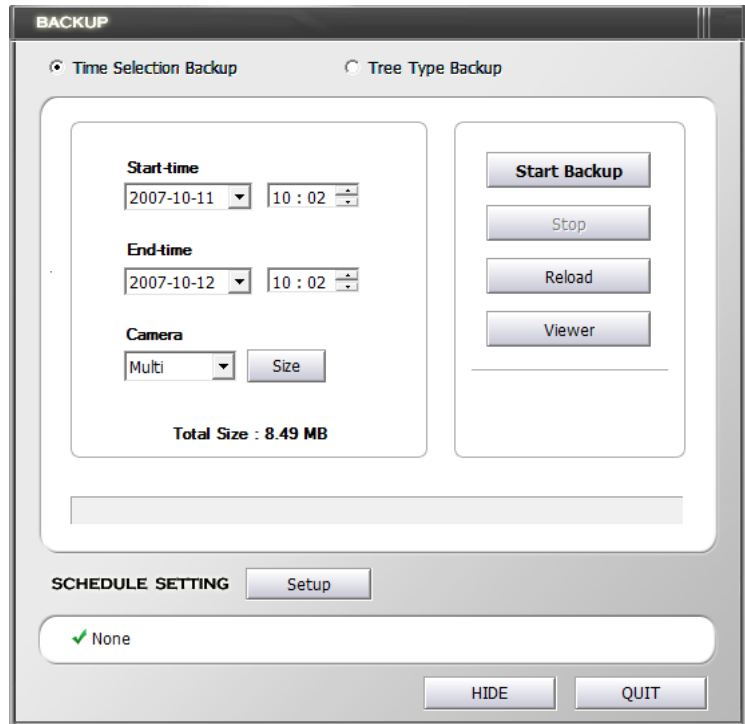 BACKUP
Time Selection Backup
Tree Type Backup
Start-time
2007-10-11 10 : 02
End-time
2007-10-12 10 : 02
Camera
Multi Size
Total Size : 8.49 MB
Start Backup
Stop
Reload
Viewer
SCHEDULE SETTING Setup
None
HIDE QUIT